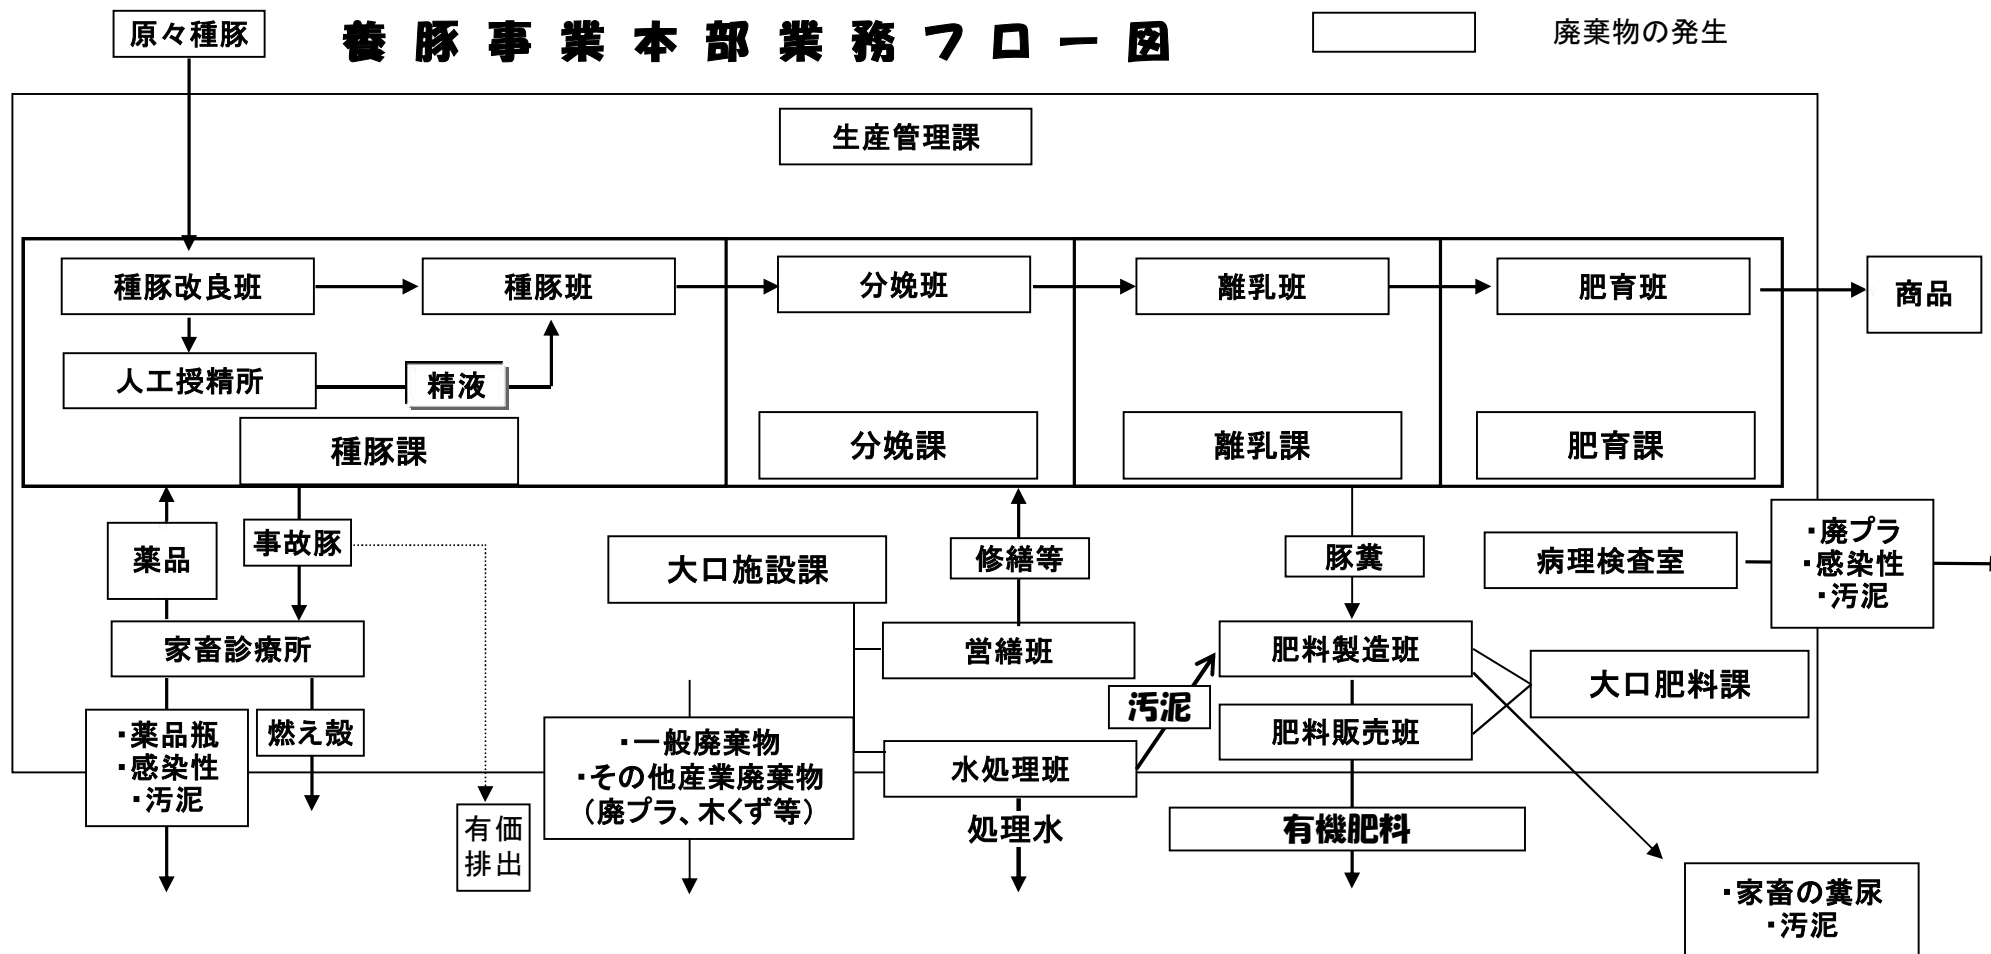 原々種豚
養豚事業本部業務フロー図
廃棄物の発生
生産管理課
種豚改良班
種豚班
分娩班
離乳班
肥育班
商品
人工授精所
精液
種豚課
分娩課
離乳課
肥育課
薬品
事故豚
大口施設課
修繕等
豚糞
病理検査室
・廃プラ
・感染性
・汚泥
家畜診療所
営繕班
肥料製造班
大口肥料課
汚泥
・薬品瓶
・感染性
・汚泥
燃え殻
・一般廃棄物
・その他産業廃棄物
（廃プラ、木くず等）
水処理班
肥料販売班
有価
排出
処理水
有機肥料
・家畜の糞尿
・汚泥